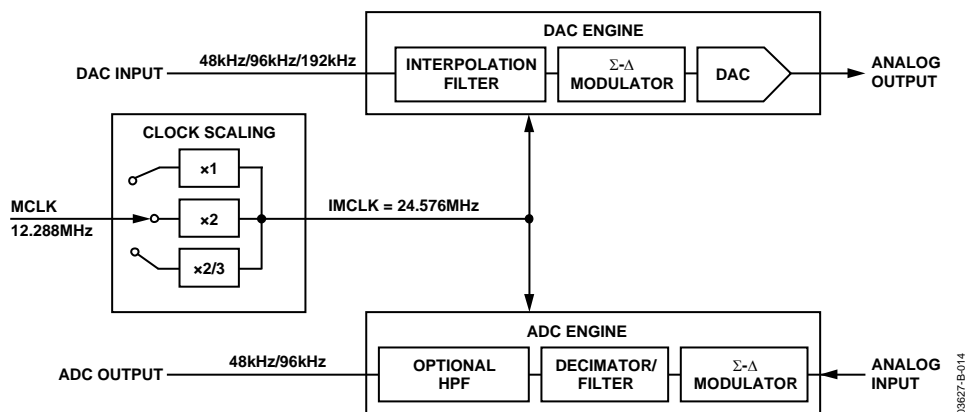 DAC ENGINE
DAC INPUT
48kHz/96kHz/192kHz
INTERPOLATION
FILTER
Σ-Δ
MODULATOR
DAC
ANALOG
OUTPUT
CLOCK SCALING
×1
MCLK
12.288MHz
×2
IMCLK = 24.576MHz
×2/3
ADC ENGINE
ADC OUTPUT
48kHz/96kHz
OPTIONAL
HPF
DECIMATOR/
FILTER
Σ-Δ
MODULATOR
ANALOG
INPUT
03627-B-014